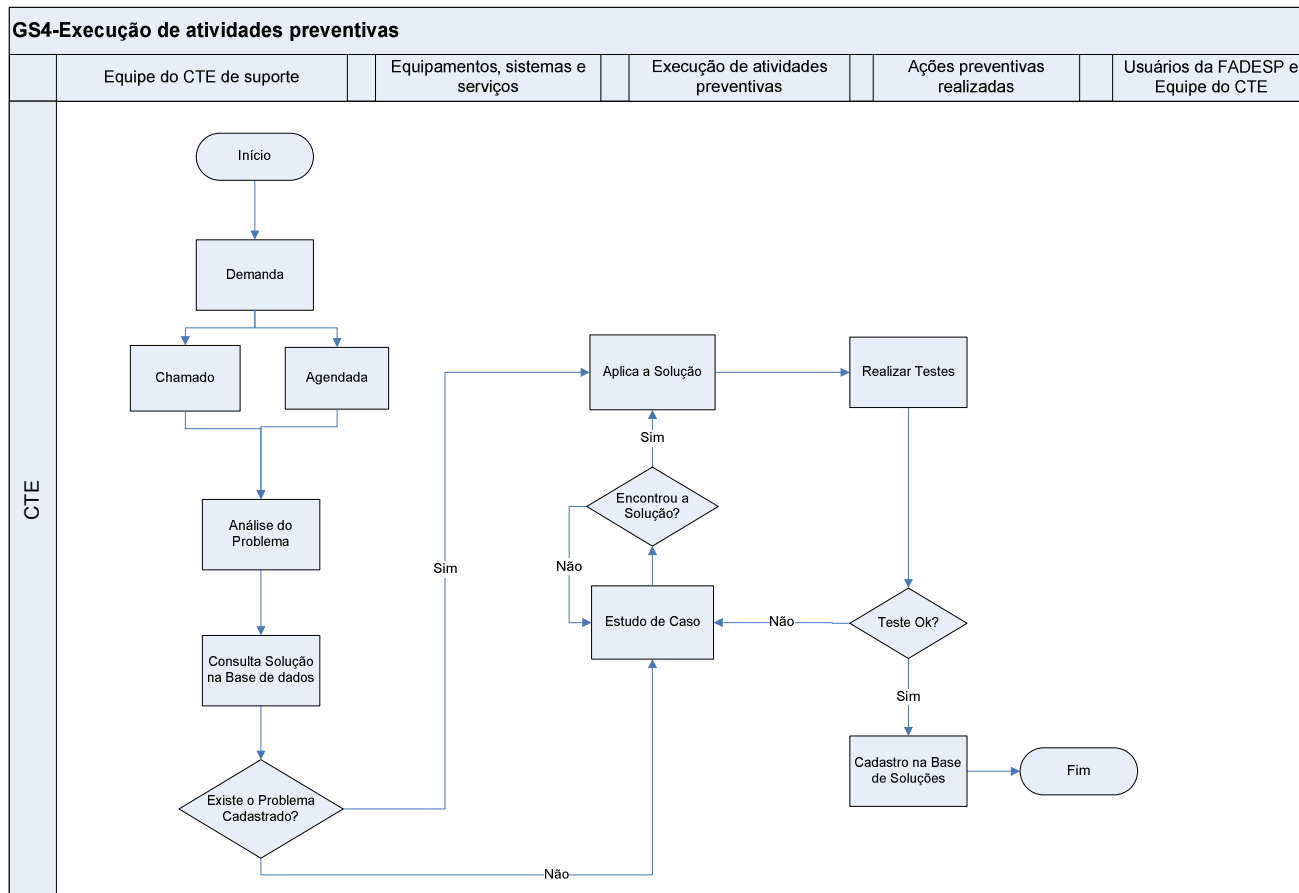 GS4-Execução de atividades preventivas
Equipe do CTE de suporte
Equipamentos, sistemas e
serviços
Execução de atividades
preventivas
Ações preventivas
realizadas
Usuários da FADESP e
Equipe do CTE
CTE
Início
Demanda
Chamado
Agendada
Análise do
Problema
Consulta Solução
na Base de dados
Existe o Problema
Cadastrado?
Sim
Não
Aplica a Solução
Sim
Encontrou a
Solução?
Não
Estudo de Caso
Realizar Testes
Teste Ok?
Não
Sim
Cadastro na Base
de Soluções
Fim